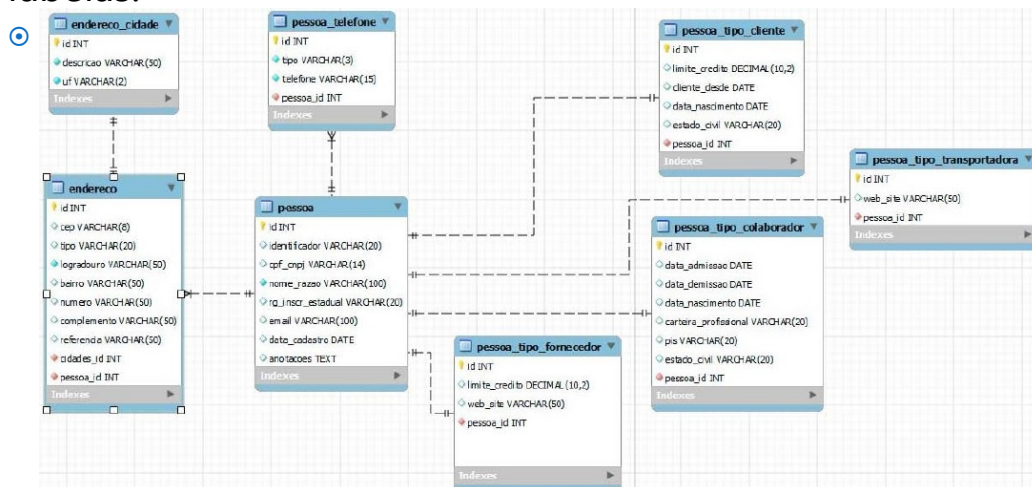 endereco_cidade
id INT
descricao VARCHAR(50)
uf VARCHAR(2)
Indexes
pessoa_telefone
id INT
tipo VARCHAR(3)
telefone VARCHAR(15)
pessoa_id INT
Indexes
pessoa_tipo_cliente
id INT
limite_credito DECIMAL(10,2)
cliente_desde DATE
data_nascimento DATE
estado_civil VARCHAR(20)
pessoa_id INT
Indexes
pessoa_tipo_transportadora
id INT
web_site VARCHAR(50)
pessoa_id INT
Indexes
endereco
id INT
cep VARCHAR(8)
tipo VARCHAR(20)
logradouro VARCHAR(50)
bairro VARCHAR(50)
numero VARCHAR(50)
complemento VARCHAR(50)
referencia VARCHAR(50)
cidades_id INT
pessoa_id INT
Indexes
pessoa
id INT
identificador VARCHAR(20)
cpf_cnpj VARCHAR(14)
nome_razao VARCHAR(100)
rg_inscr_estadual VARCHAR(20)
email VARCHAR(100)
data_cadastro DATE
anotacoes TEXT
Indexes
pessoa_tipo_colaborador
id INT
data_admissao DATE
data_demissao DATE
data_nascimento DATE
carteira_profissional VARCHAR(20)
pis VARCHAR(20)
estado_civil VARCHAR(20)
pessoa_id INT
Indexes
pessoa_tipo_fornecedor
id INT
limite_credito DECIMAL(10,2)
web_site VARCHAR(50)
pessoa_id INT
Indexes